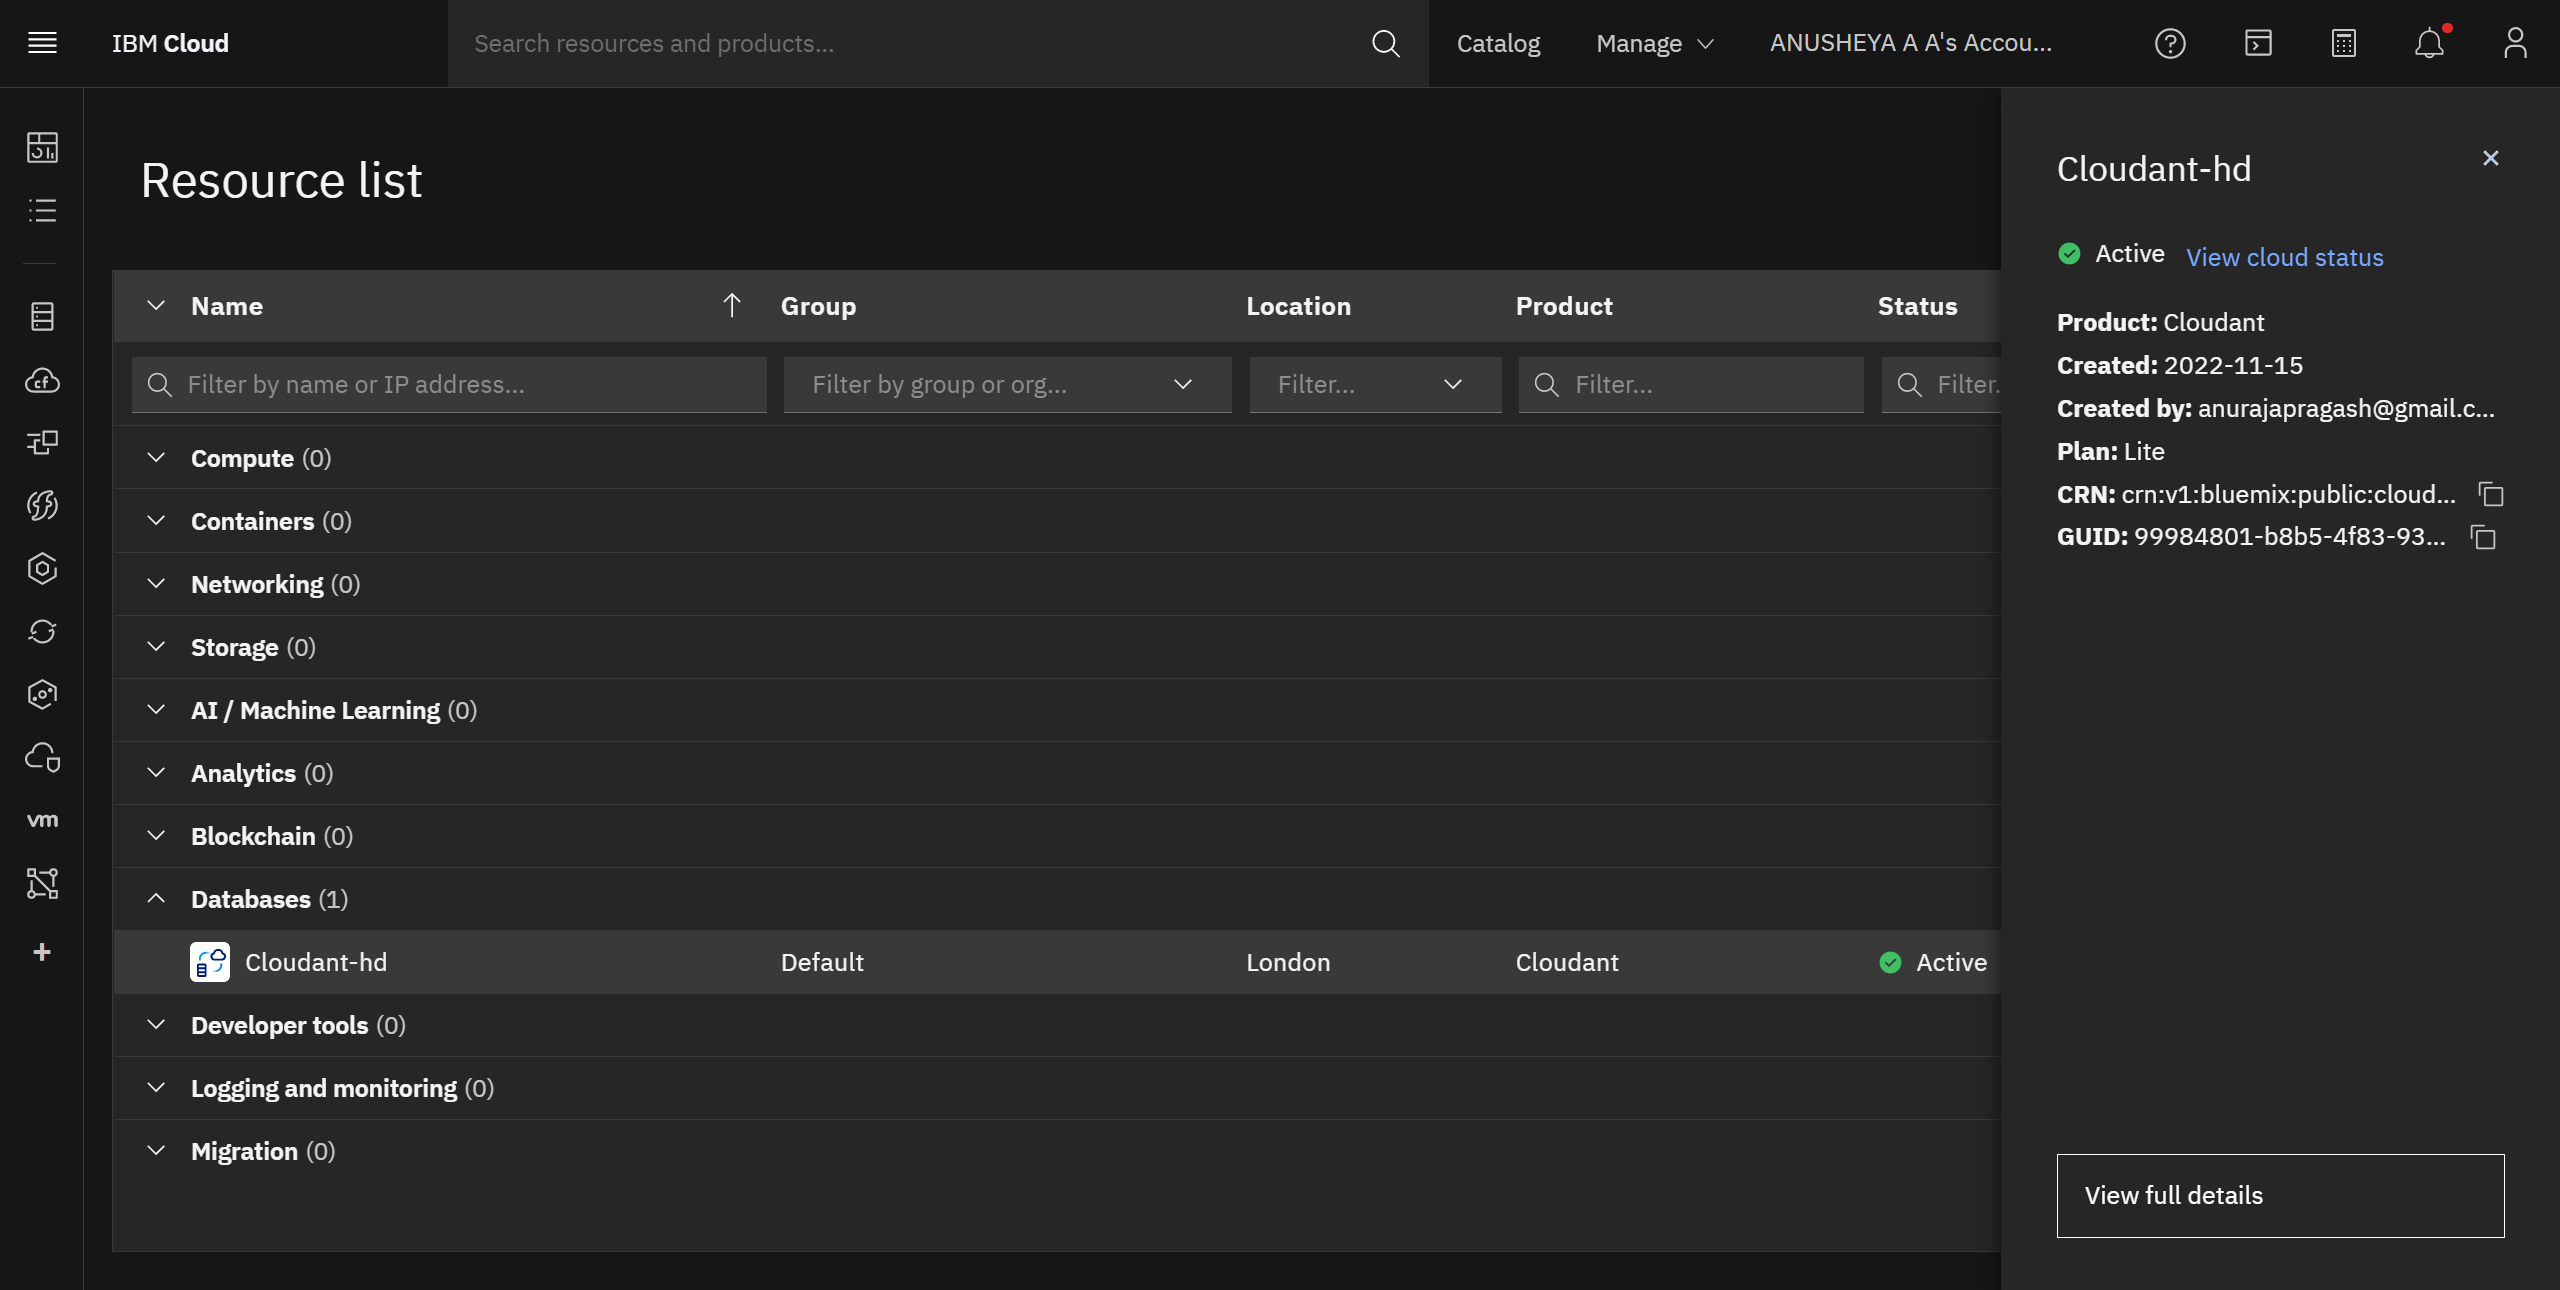 IBM Cloud
Search resources and products...
Catalog
Manage
ANUSHEYA A A's Accou...
Resource list
Name
Group
Location
Product
Status
Filter by name or IP address...
Filter by group or org...
Filter...
Filter...
Filter.
Compute (0)
Containers (0)
Networking (0)
Storage (0)
AI / Machine Learning (0)
Analytics (0)
Blockchain (0)
Databases (1)
Cloudant-hd
Default
London
Cloudant
Active
Developer tools (0)
Logging and monitoring (0)
Migration (0)
cf
vm
Cloudant-hd
Active
View cloud status
Product: Cloudant
Created: 2022-11-15
Created by: anurajapragash@gmail.c...
Plan: Lite
CRN: crn:v1:bluemix:public:cloud...
GUID: 99984801-b8b5-4f83-93...
View full details